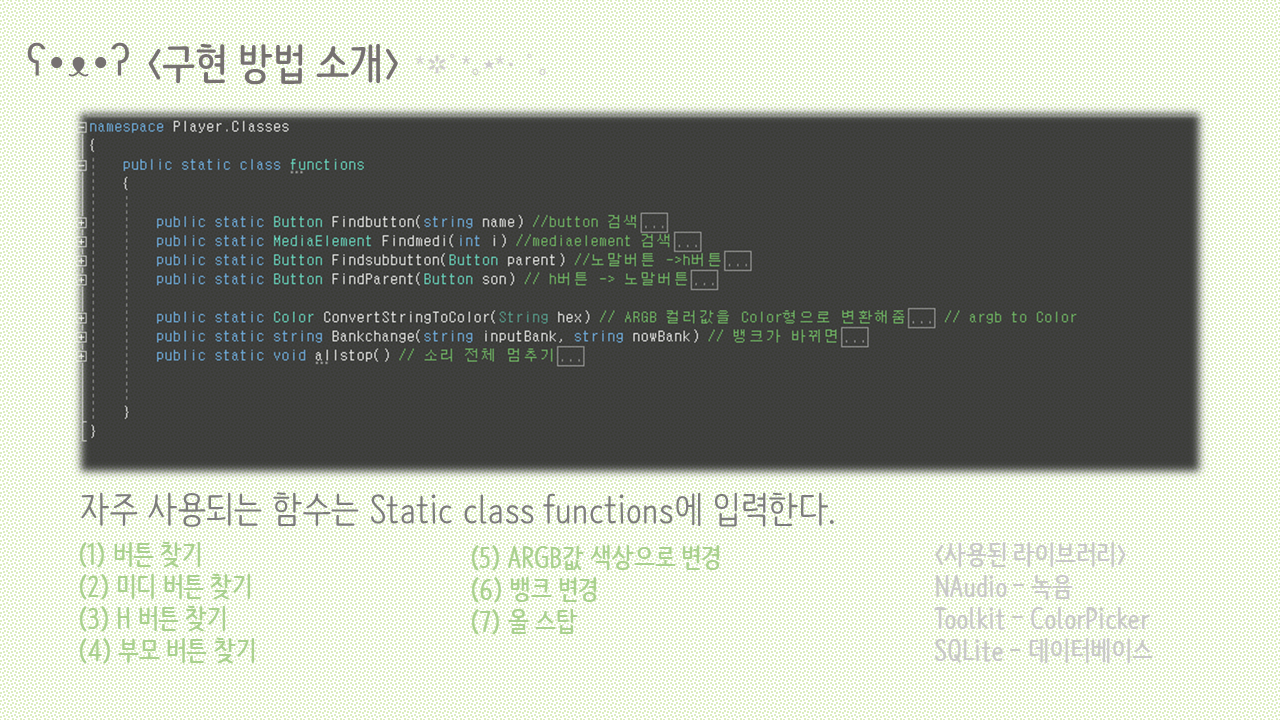 ʕ•ᴥ•ʔ <구현 방법 소개> *✲ﾟ*｡⋆*･ ﾟ｡
namespace Player.Classes
{
public static class functions
{
public static Button Findbutton(string name) //button 검색...
public static MediaElement Findmedi(int i) //mediaelement 검색...
public static Button Findsubbutton(Button parent) //노말버튼 ->h버튼...
public static Button FindParent(Button son) // h버튼 -> 노말버튼...
public static Color ConvertStringToColor(String hex) // ARGB 컬러값을 Color형으로 변환해줌... // argb to Color
public static string Bankchange(string inputBank, string nowBank) // 뱅크가 바뀌면...
public static void allstop() // 소리 전체 멈추기...
}
}
자주 사용되는 함수는 Static class functions에 입력한다.
(1) 버튼 찾기
(2) 미디 버튼 찾기
(3) H 버튼 찾기
(4) 부모 버튼 찾기
(5) ARGB값 색상으로 변경
(6) 뱅크 변경
(7) 올 스탑
<사용된 라이브러리>
NAudio - 녹음
Toolkit - ColorPicker
SQLite - 데이터베이스